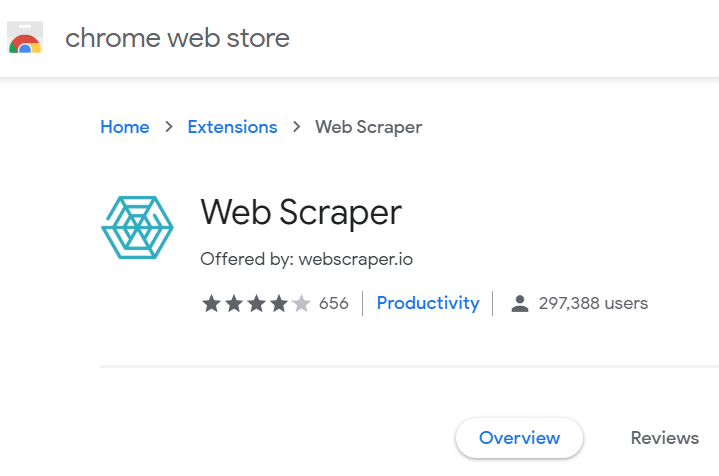 chrome web store
Home > Extensions > Web Scraper
Web Scraper
Offered by: webscraper.io
656 Productivity 297,388 users
Overview Reviews